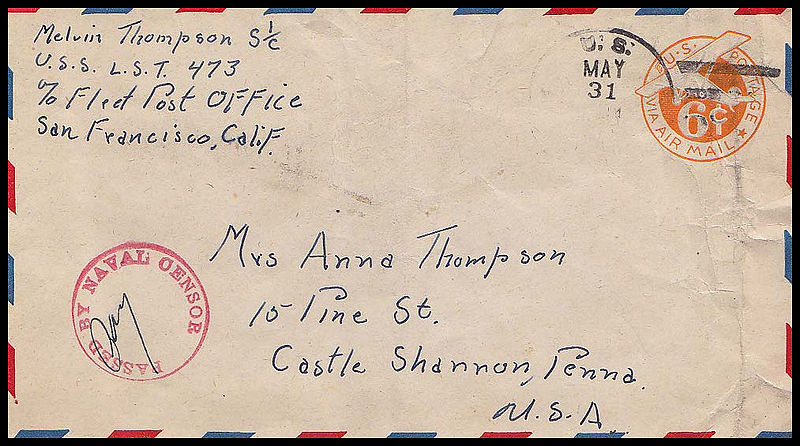 Melvin Thompson S 1/c
U.S.S. L.S.T. 473
℅ Fleet Post OFFice
San Francisco, Calif.
U. S.
MAY
31
U.S. POSTAGE
6¢
VIA AIR MAIL
PASSED BY NAVAL CENSOR
Mrs Anna Thompson
15 Pine St.
Castle Shannon, Penna.
U.S.A.